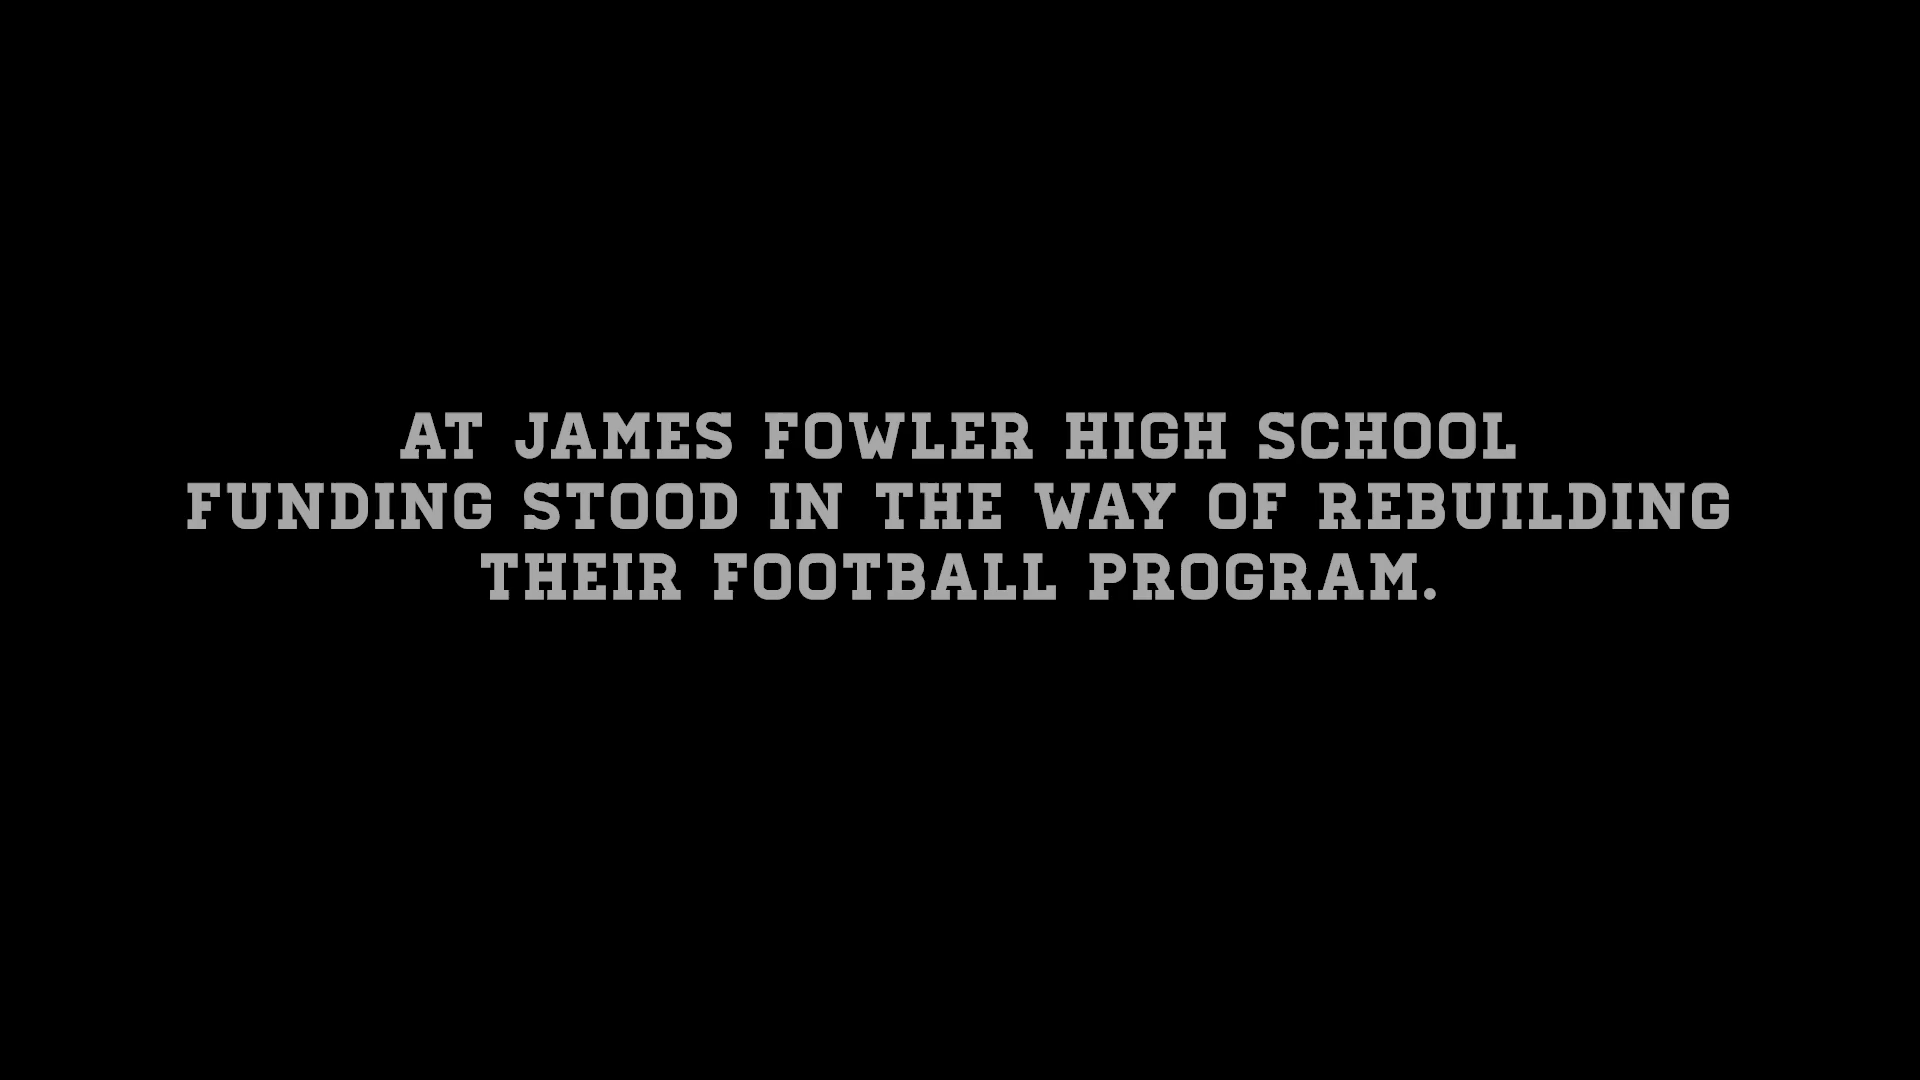 AT JAMES FOWLER HIGH SCHOOL
FUNDING STOOD IN THE WAY OF REBUILDING
THEIR FOOTBALL PROGRAM.